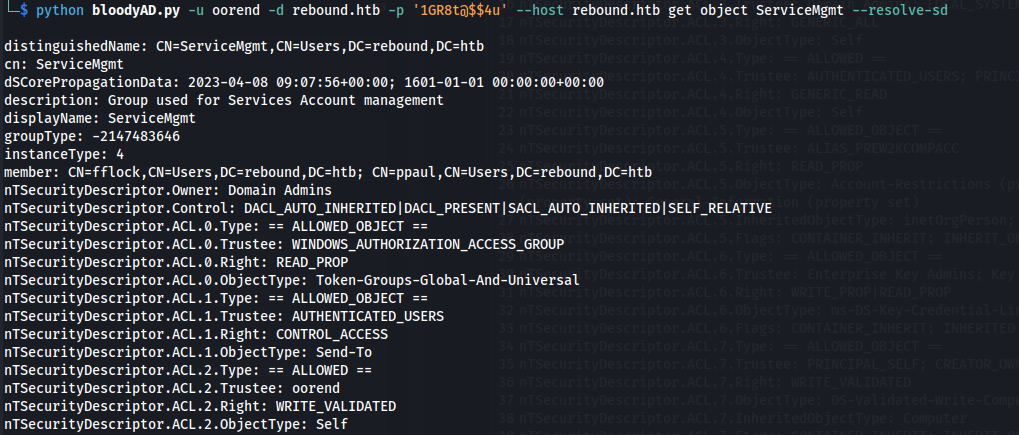 └─$ python bloodyAD.py -u oorend -d rebound.htb -p '1GR8t@$$4u' --host rebound.htb get object ServiceMgmt --resolve-sd
distinguishedName: CN=ServiceMgmt,CN=Users,DC=rebound,DC=htb
cn: ServiceMgmt
dSCorePropagationData: 2023-04-08 09:07:56+00:00; 1601-01-01 00:00:00+00:00
description: Group used for Services Account management
displayName: ServiceMgmt
groupType: -2147483646
instanceType: 4
member: CN=fflock,CN=Users,DC=rebound,DC=htb; CN=ppaul,CN=Users,DC=rebound,DC=htb
nTSecurityDescriptor.Owner: Domain Admins
nTSecurityDescriptor.Control: DACL_AUTO_INHERITED|DACL_PRESENT|SACL_AUTO_INHERITED|SELF_RELATIVE
nTSecurityDescriptor.ACL.0.Type: == ALLOWED_OBJECT ==
nTSecurityDescriptor.ACL.0.Trustee: WINDOWS_AUTHORIZATION_ACCESS_GROUP
nTSecurityDescriptor.ACL.0.Right: READ_PROP
nTSecurityDescriptor.ACL.0.ObjectType: Token-Groups-Global-And-Universal
nTSecurityDescriptor.ACL.1.Type: == ALLOWED_OBJECT ==
nTSecurityDescriptor.ACL.1.Trustee: AUTHENTICATED_USERS
nTSecurityDescriptor.ACL.1.Right: CONTROL_ACCESS
nTSecurityDescriptor.ACL.1.ObjectType: Send-To
nTSecurityDescriptor.ACL.2.Type: == ALLOWED ==
nTSecurityDescriptor.ACL.2.Trustee: oorend
nTSecurityDescriptor.ACL.2.Right: WRITE_VALIDATED
nTSecurityDescriptor.ACL.2.ObjectType: Self